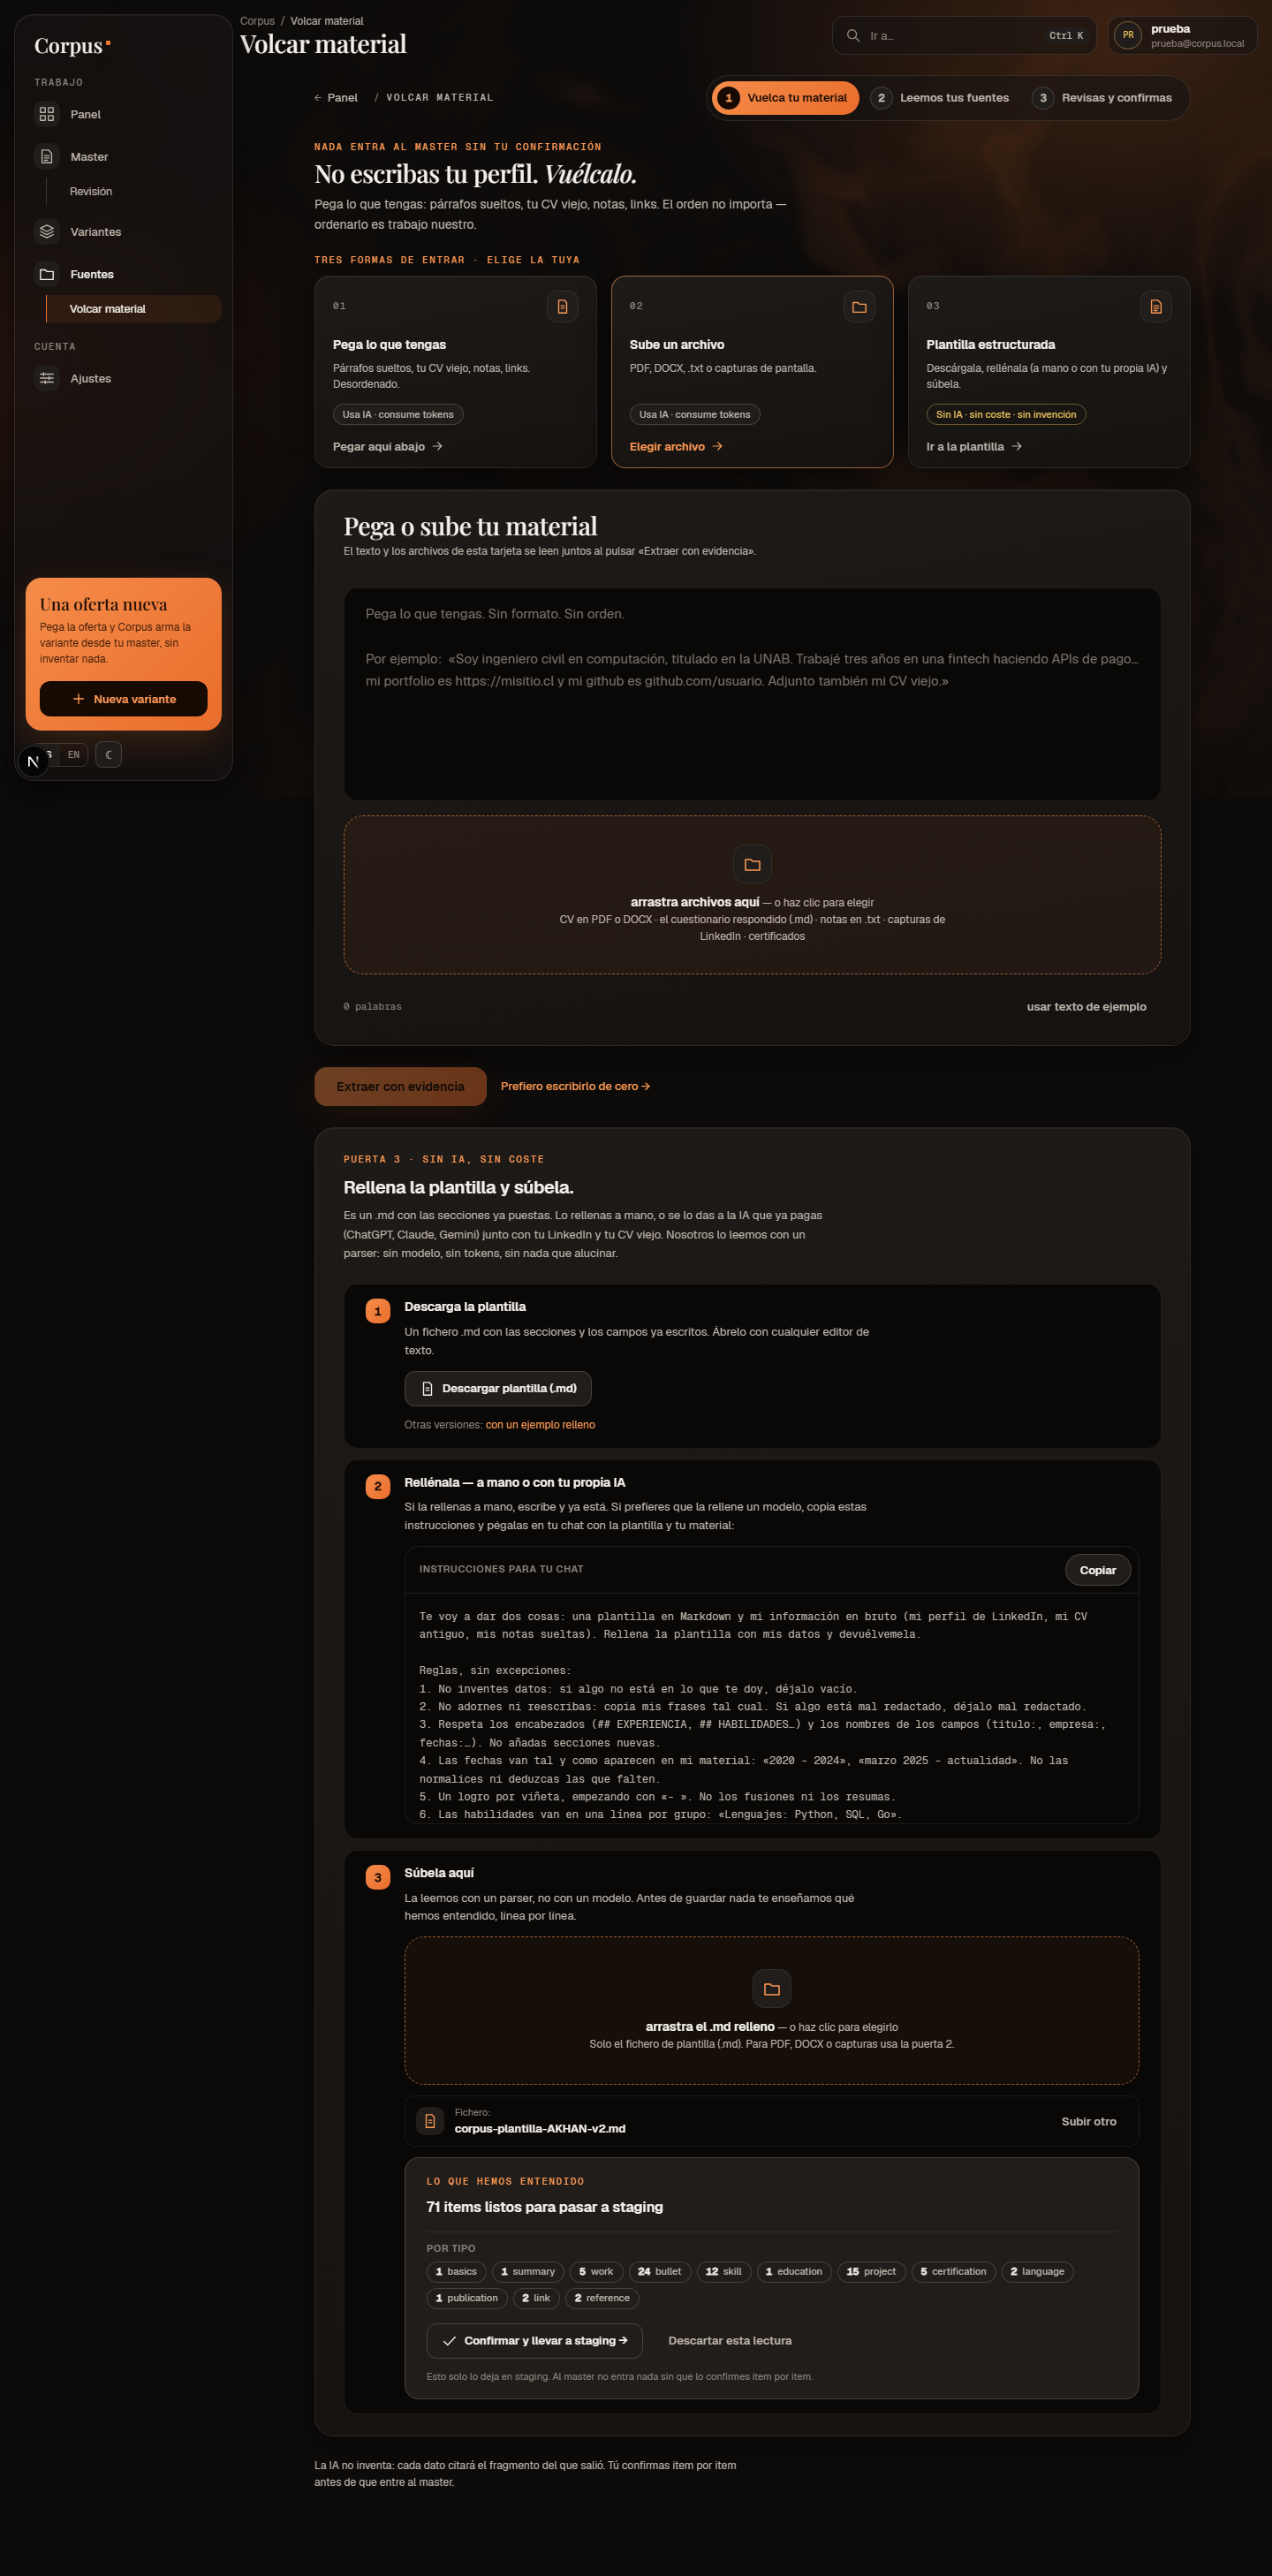 Corpus
TRABAJO
Panel
Master
Revisión
Variantes
Fuentes
Volcar material
CUENTA
Ajustes
Una oferta nueva
Pega la oferta y Corpus arma la
variante desde tu master, sin
inventar nada.
+ Nueva variante
N
S
EN
Corpus / Volcar material
Volcar material
Ir a...
Ctrl K
PR
prueba
prueba@corpus.local
← Panel / VOLCAR MATERIAL
1 Vuelca tu material
2 Leemos tus fuentes
3 Revisas y confirmas
NADA ENTRA AL MASTER SIN TU CONFIRMACIÓN
No escribas tu perfil. Vuélcalo.
Pega lo que tengas: párrafos sueltos, tu CV viejo, notas, links. El orden no importa —
ordenarlo es trabajo nuestro.
TRES FORMAS DE ENTRAR · ELIGE LA TUYA
01
Pega lo que tengas
Párrafos sueltos, tu CV viejo, notas, links.
Desordenado.
Usa IA · consume tokens
Pegar aquí abajo →
02
Sube un archivo
PDF, DOCX, .txt o capturas de pantalla.
Usa IA · consume tokens
Elegir archivo →
03
Plantilla estructurada
Descárgala, rellénala (a mano o con tu propia IA) y
súbela.
Sin IA · sin coste · sin invención
Ir a la plantilla →
Pega o sube tu material
El texto y los archivos de esta tarjeta se leen juntos al pulsar «Extraer con evidencia».
Pega lo que tengas. Sin formato. Sin orden.
Por ejemplo: «Soy ingeniero civil en computación, titulado en la UNAB. Trabajé tres años en una fintech haciendo APIs de pago…
mi portfolio es https://misitio.cl y mi github es github.com/usuario. Adjunto también mi CV viejo.»
arrastra archivos aquí — o haz clic para elegir
CV en PDF o DOCX · el cuestionario respondido (.md) · notas en .txt · capturas de
LinkedIn · certificados
0 palabras
usar texto de ejemplo
Extraer con evidencia
Prefiero escribirlo de cero →
PUERTA 3 · SIN IA, SIN COSTE
Rellena la plantilla y súbela.
Es un .md con las secciones ya puestas. Lo rellenas a mano, o se lo das a la IA que ya pagas
(ChatGPT, Claude, Gemini) junto con tu LinkedIn y tu CV viejo. Nosotros lo leemos con un
parser: sin modelo, sin tokens, sin nada que alucinar.
1
Descarga la plantilla
Un fichero .md con las secciones y los campos ya escritos. Ábrelo con cualquier editor de
texto.
Descargar plantilla (.md)
Otras versiones: con un ejemplo relleno
2
Rellénala — a mano o con tu propia IA
Si la rellenas a mano, escribe y ya está. Si prefieres que la rellene un modelo, copia estas
instrucciones y pégalas en tu chat con la plantilla y tu material:
INSTRUCCIONES PARA TU CHAT
Copiar
Te voy a dar dos cosas: una plantilla en Markdown y mi información en bruto (mi perfil de LinkedIn, mi CV
antiguo, mis notas sueltas). Rellena la plantilla con mis datos y devuélvemela.
Reglas, sin excepciones:
1. No inventes datos: si algo no está en lo que te doy, déjalo vacío.
2. No adornes ni reescribas: copia mis frases tal cual. Si algo está mal redactado, déjalo mal redactado.
3. Respeta los encabezados (## EXPERIENCIA, ## HABILIDADES…) y los nombres de los campos (titulo:, empresa:,
fechas:…). No añadas secciones nuevas.
4. Las fechas van tal y como aparecen en mi material: «2020 - 2024», «marzo 2025 - actualidad». No las
normalices ni deduzcas las que falten.
5. Un logro por viñeta, empezando con «- ». No los fusiones ni los resumas.
6. Las habilidades van en una línea por grupo: «Lenguajes: Python, SQL, Go».
3
Súbela aquí
La leemos con un parser, no con un modelo. Antes de guardar nada te enseñamos qué
hemos entendido, línea por línea.
arrastra el .md relleno — o haz clic para elegirlo
Solo el fichero de plantilla (.md). Para PDF, DOCX o capturas usa la puerta 2.
Fichero:
corpus-plantilla-AKHAN-v2.md
Subir otro
LO QUE HEMOS ENTENDIDO
71 items listos para pasar a staging
POR TIPO
1 basics
1 summary
5 work
24 bullet
12 skill
1 education
15 project
5 certification
2 language
1 publication
2 link
2 reference
Confirmar y llevar a staging →
Descartar esta lectura
Esto solo lo deja en staging. Al master no entra nada sin que lo confirmes item por item.
La IA no inventa: cada dato citará el fragmento del que salió. Tú confirmas item por item
antes de que entre al master.